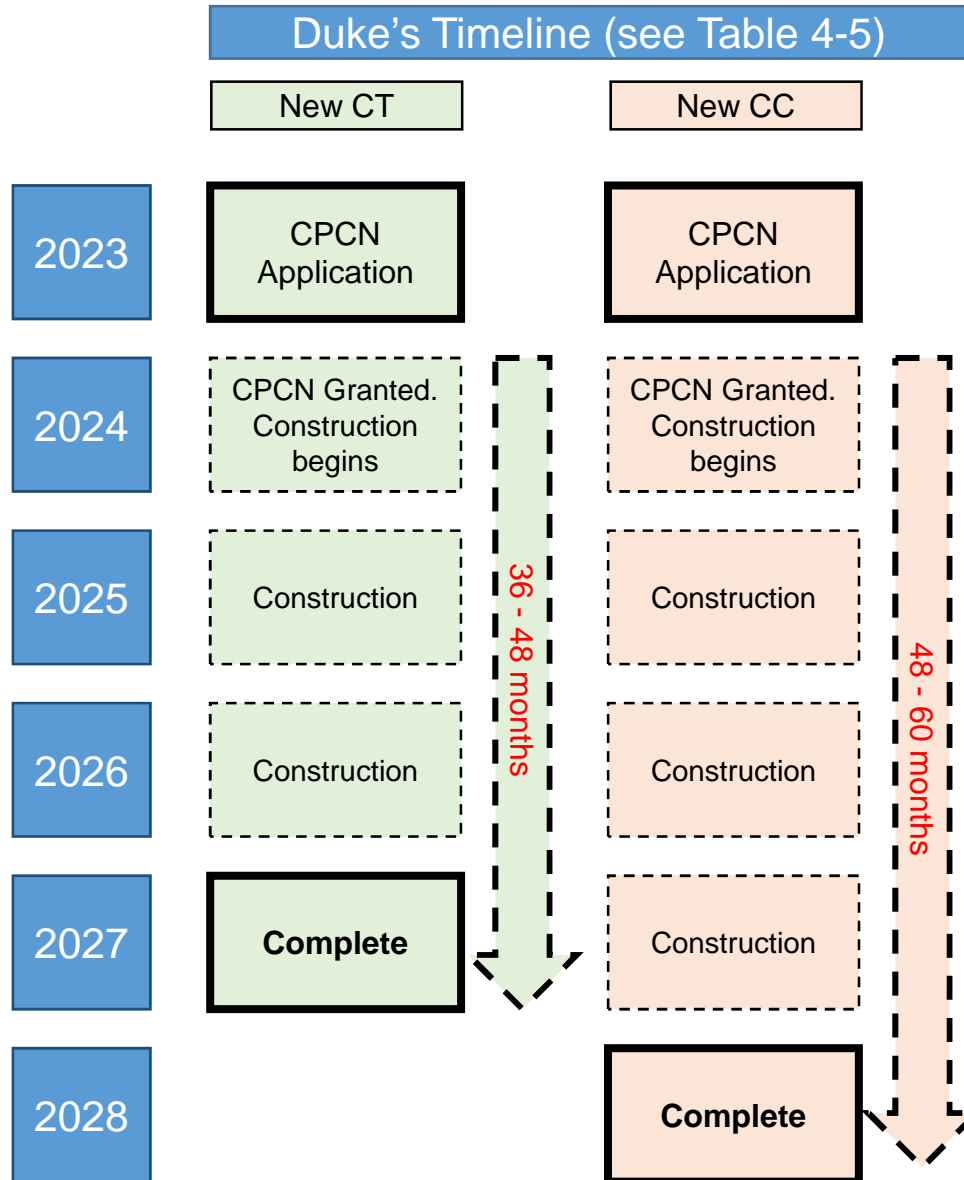 Duke's Timeline (see Table 4-5)
New CT
New CC
2023
CPCN
Application
CPCN
Application
2024
CPCN Granted.
Construction
begins
CPCN Granted.
Construction
begins
2025
Construction
Construction
36 - 48 months
48 - 60 months
2026
Construction
Construction
2027
Complete
Construction
2028
Complete